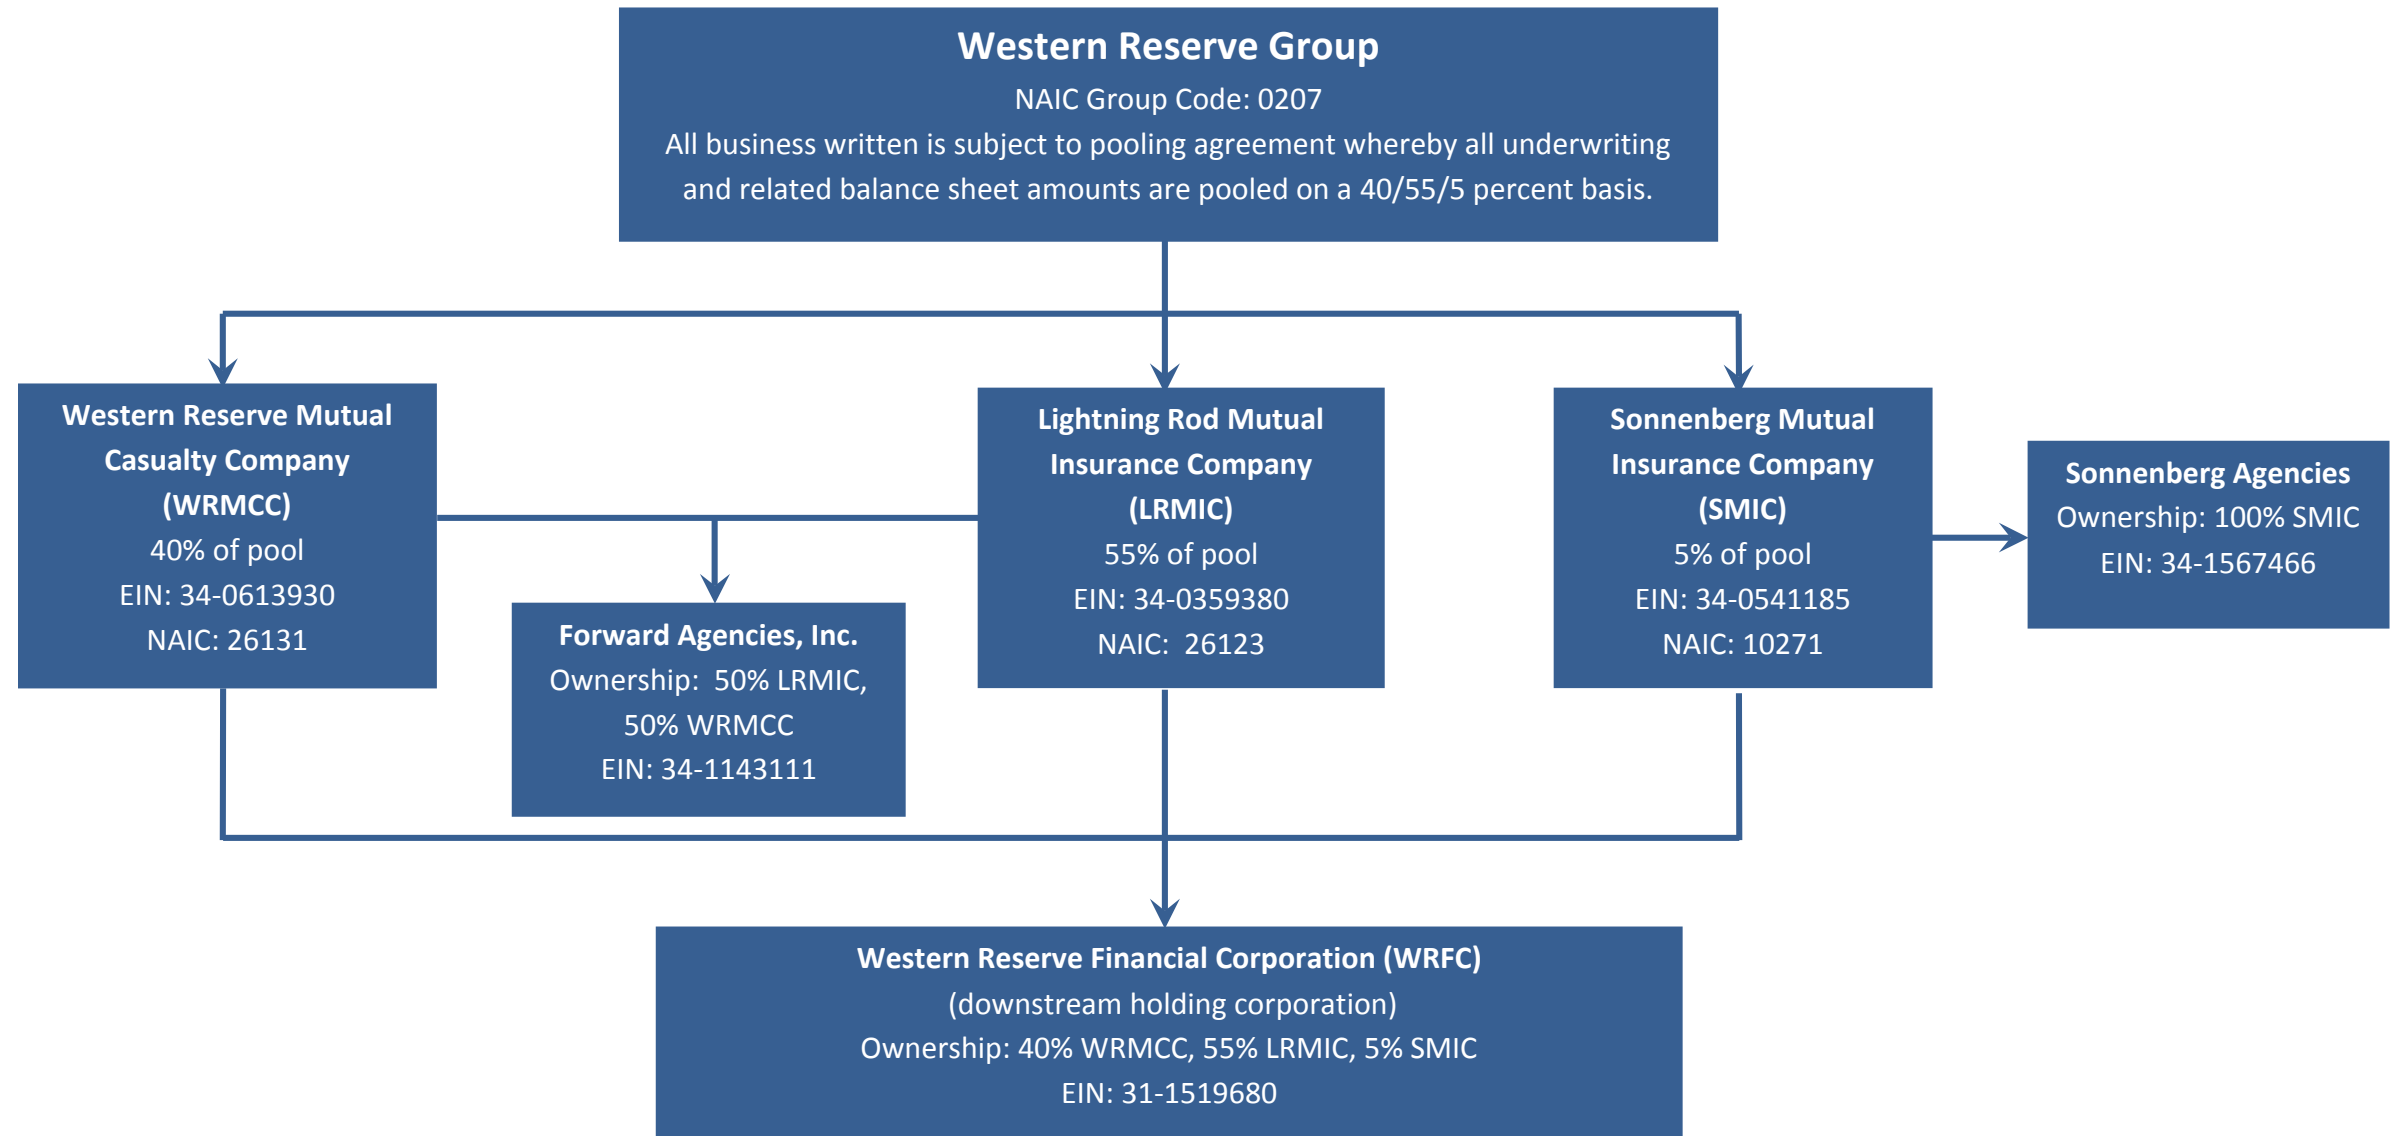 Western Reserve Group
NAIC Group Code: 0207
All business written is subject to pooling agreement whereby all underwriting
and related balance sheet amounts are pooled on a 40/55/5 percent basis.
Western Reserve Mutual
Casualty Company
(WRMCC)
40% of pool
EIN: 34-0613930
NAIC: 26131
Forward Agencies, Inc.
Ownership:  50% LRMIC,
50% WRMCC
EIN: 34-1143111
Lightning Rod Mutual
Insurance Company
(LRMIC)
55% of pool
EIN: 34-0359380
NAIC:  26123
Sonnenberg Mutual
Insurance Company
(SMIC)
5% of pool
EIN: 34-0541185
NAIC: 10271
Sonnenberg Agencies
Ownership: 100% SMIC
EIN: 34-1567466
Western Reserve Financial Corporation (WRFC)
(downstream holding corporation)
Ownership: 40% WRMCC, 55% LRMIC, 5% SMIC
EIN: 31-1519680